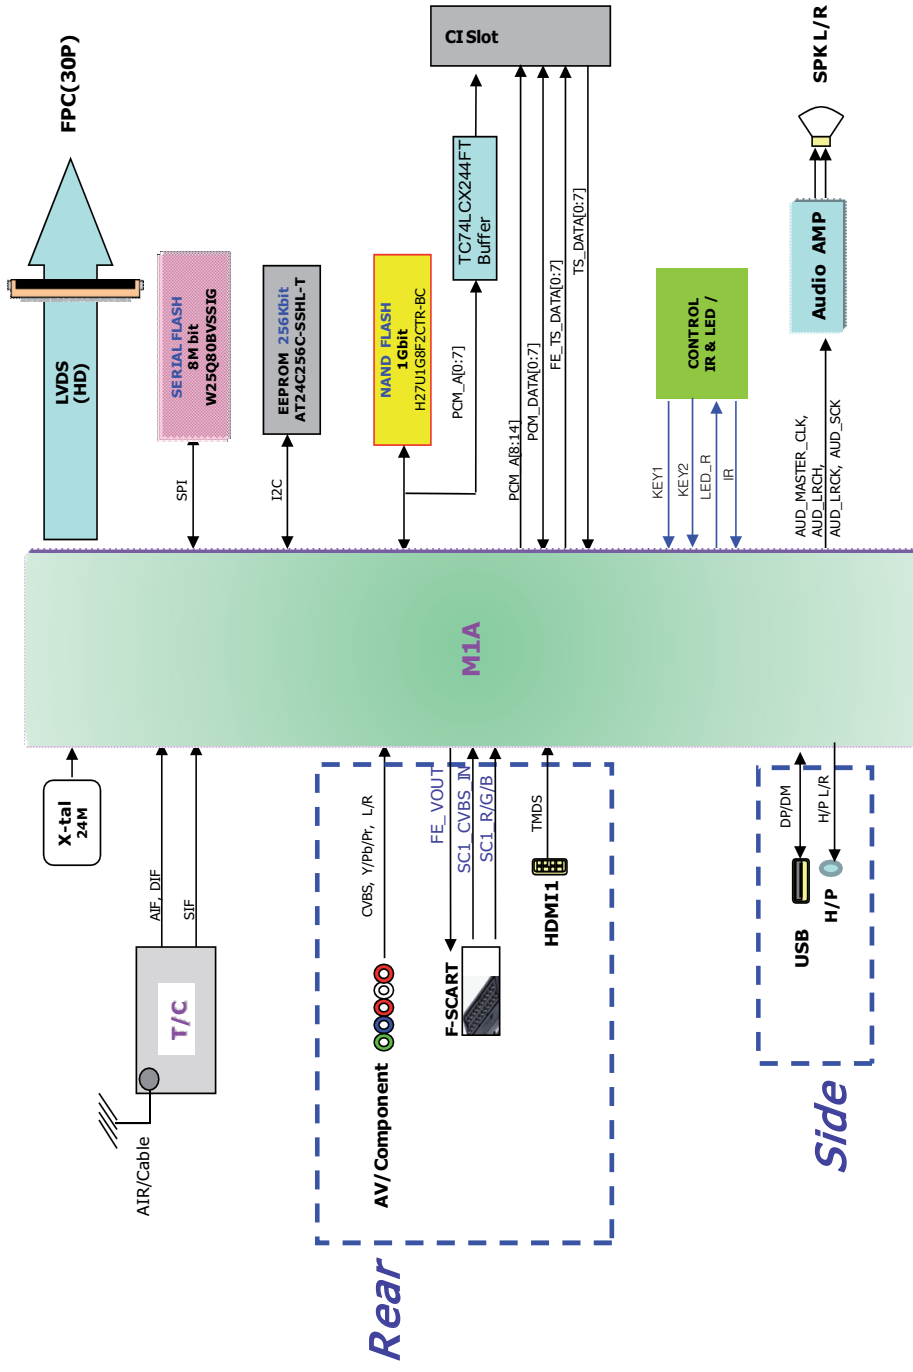 FPC(30P)
LVDS
(HD)
SERIAL FLASH
8M bit
W25Q80BVSSIG
SPI
EEPROM 256Kbit
AT24C256C-SSHL-T
I2C
NAND FLASH
1Gbit
H27U1G8F2CTR-BC
PCM_A[0:7]
TC74LCX244FT
Buffer
CI Slot
PCM_A[8:14]
PCM_DATA[0:7]
FE_TS_DATA[0:7]
TS_DATA[0:7]
CONTROL
IR & LED /
KEY1
KEY2
LED_R
IR
SPK L/R
Audio AMP
AUD_MASTER_CLK,
AUD_LRCH,
AUD_LRCK, AUD_SCK
M1A
X-tal
24M
AIF, DIF
SIF
T/C
AIR/Cable
Rear
CVBS, Y/Pb/Pr, L/R
AV/Component
FE_VOUT
SC1_CVBS_IN
SC1_R/G/B
F-SCART
TMDS
HDMI1
Side
DP/DM
USB
H/P L/R
H/P